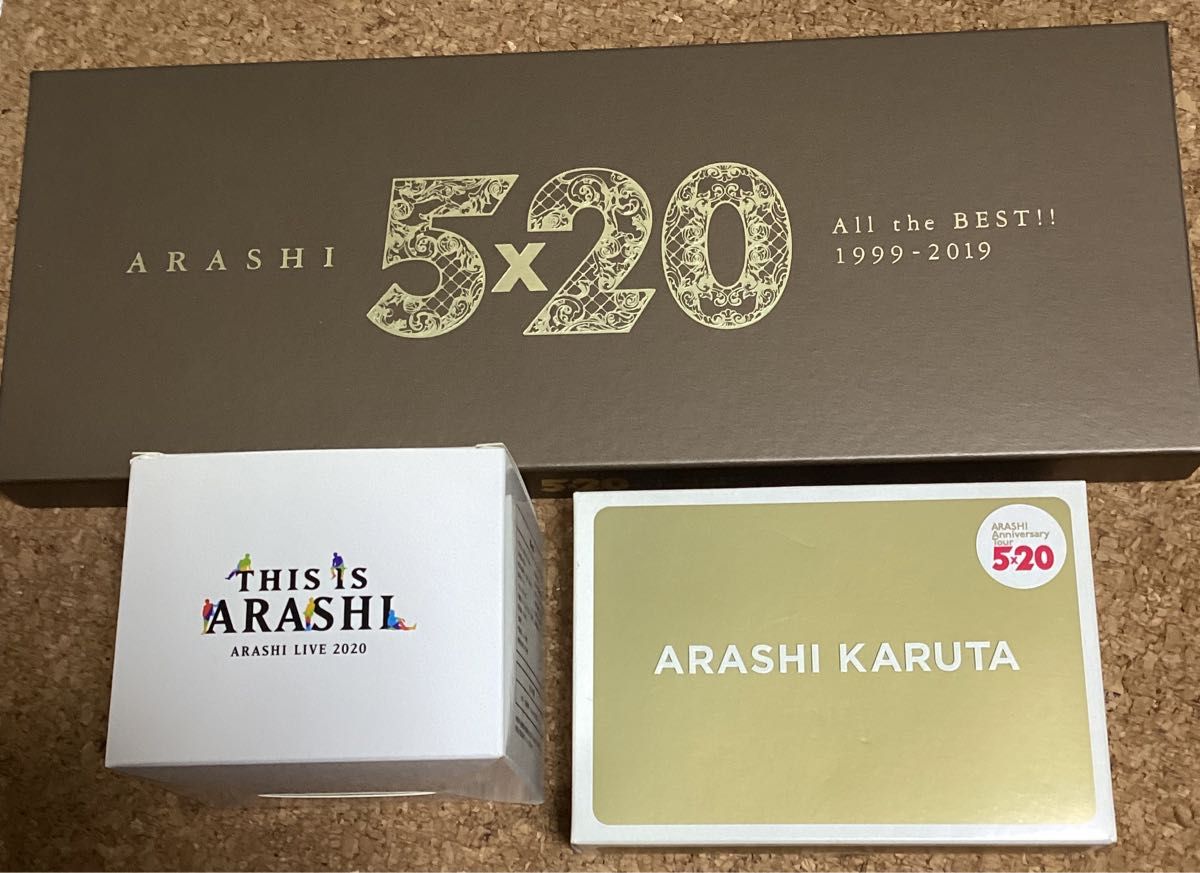 ARASHI
5x20
All the BEST!!
1999-2019
5x20
THIS IS
ARASHI
ARASHI LIVE 2020
ARASHI
Anniversary
Tour
5x20
ARASHI KARUTA